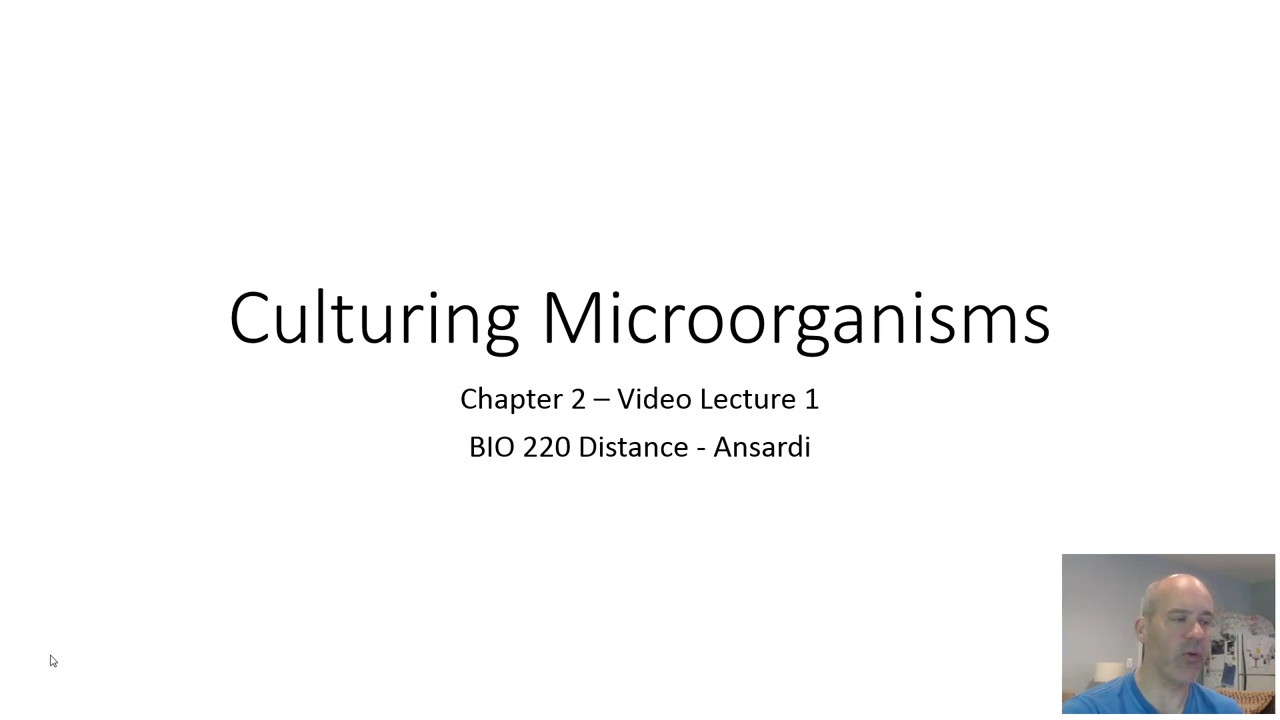 Culturing Microorganisms
Chapter 2 – Video Lecture 1
BIO 220 Distance - Ansardi